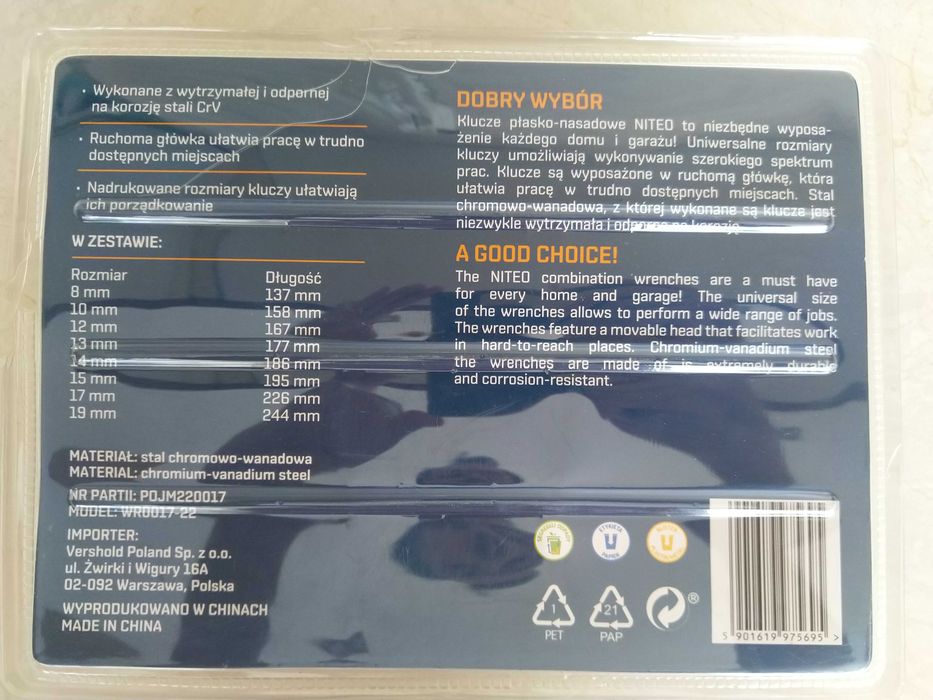 · Wykonane z wytrzymałej i odpornej
na korozję stali CrV
· Ruchoma główka ułatwia pracę w trudno
dostępnych miejscach
· Nadrukowane rozmiary kluczy ułatwiają
ich porządkowanie
W ZESTAWIE:
Rozmiar Długość
8 mm 137 mm
10 mm 158 mm
12 mm 167 mm
13 mm 177 mm
14 mm 186 mm
15 mm 195 mm
17 mm 226 mm
19 mm 244 mm
MATERIAŁ: stal chromowo-wanadowa
MATERIAL: chromium-vanadium steel
NR PARTII: POJM220017
MODEL: WR0017-22
IMPORTER:
Vershold Poland Sp. z o.o.
ul. Żwirki i Wigury 16A
02-092 Warszawa, Polska
WYPRODUKOWANO W CHINACH
MADE IN CHINA
DOBRY WYBÓR
Klucze płasko-nasadowe NITEO to niezbędne wyposa-
żenie każdego domu i garażu! Uniwersalne rozmiary
kluczy umożliwiają wykonywanie szerokiego spektrum
prac. Klucze są wyposażone w ruchomą główkę, która
ułatwia pracę w trudno dostępnych miejscach. Stal
chromowo-wanadowa, z której wykonane są klucze jest
niezwykle wytrzymała i odporna na korozję.
A GOOD CHOICE!
The NITEO combination wrenches are a must have
for every home and garage! The universal size
of the wrenches allows to perform a wide range of jobs.
The wrenches feature a movable head that facilitates work
in hard-to-reach places. Chromium-vanadium steel
the wrenches are made of is extremely durable
and corrosion-resistant.
SEGREGUJ ODPADY
ETYKIETA
PAPIER
1
PET
21
PAP
®
5 901619 975695 >